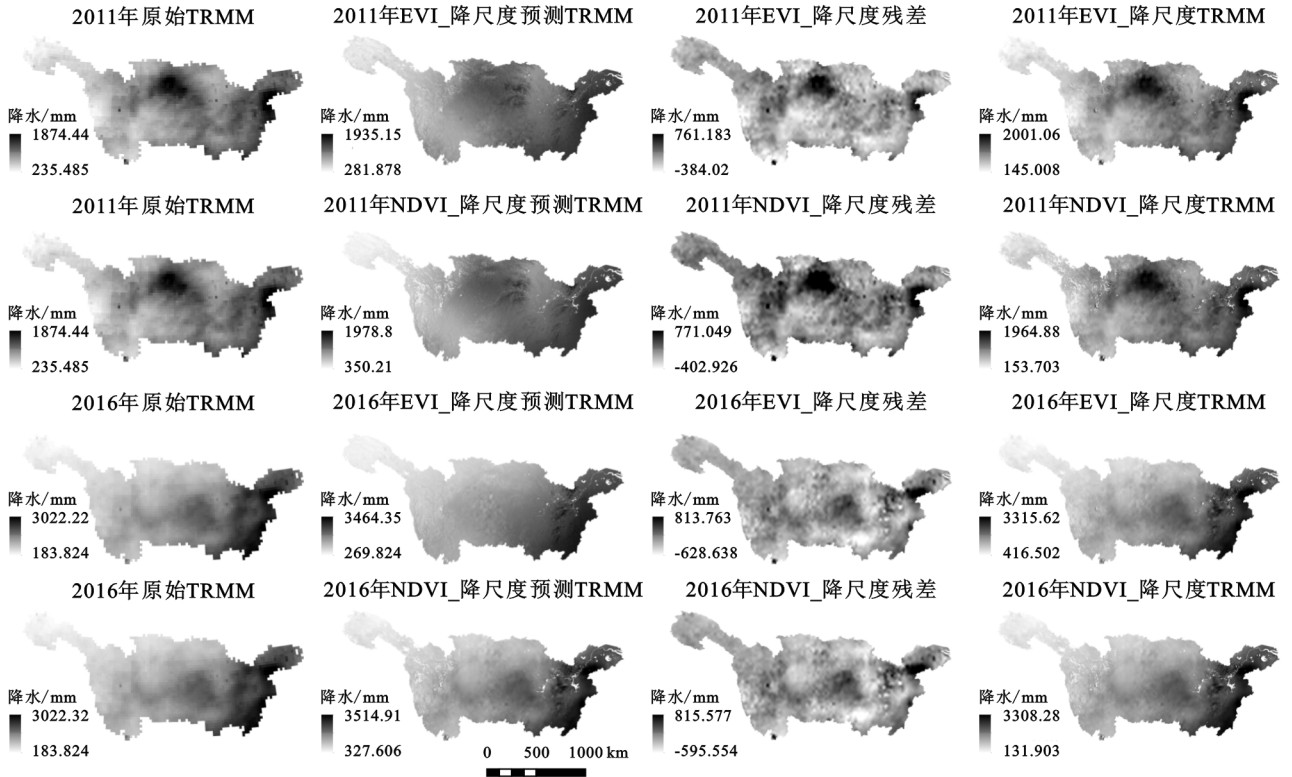 2011年原始TRMM
2011年EVI_降尺度预测TRMM
2011年EVI_降尺度残差
2011年EVI_降尺度TRMM
降水/mm
1874.44
235.485
降水/mm
1935.15
281.878
降水/mm
761.183
-384.02
降水/mm
2001.06
145.008
2011年原始TRMM
2011年NDVI_降尺度预测TRMM
2011年NDVI_降尺度残差
2011年NDVI_降尺度TRMM
降水/mm
1874.44
235.485
降水/mm
1978.8
350.21
降水/mm
771.049
-402.926
降水/mm
1964.88
153.703
2016年原始TRMM
2016年EVI_降尺度预测TRMM
2016年EVI_降尺度残差
2016年EVI_降尺度TRMM
降水/mm
3022.22
183.824
降水/mm
3464.35
269.824
降水/mm
813.763
-628.638
降水/mm
3315.62
416.502
2016年原始TRMM
2016年NDVI_降尺度预测TRMM
2016年NDVI_降尺度残差
2016年NDVI_降尺度TRMM
降水/mm
3022.32
183.824
降水/mm
3514.91
327.606
降水/mm
815.577
-595.554
降水/mm
3308.28
131.903
0 500 1000 km